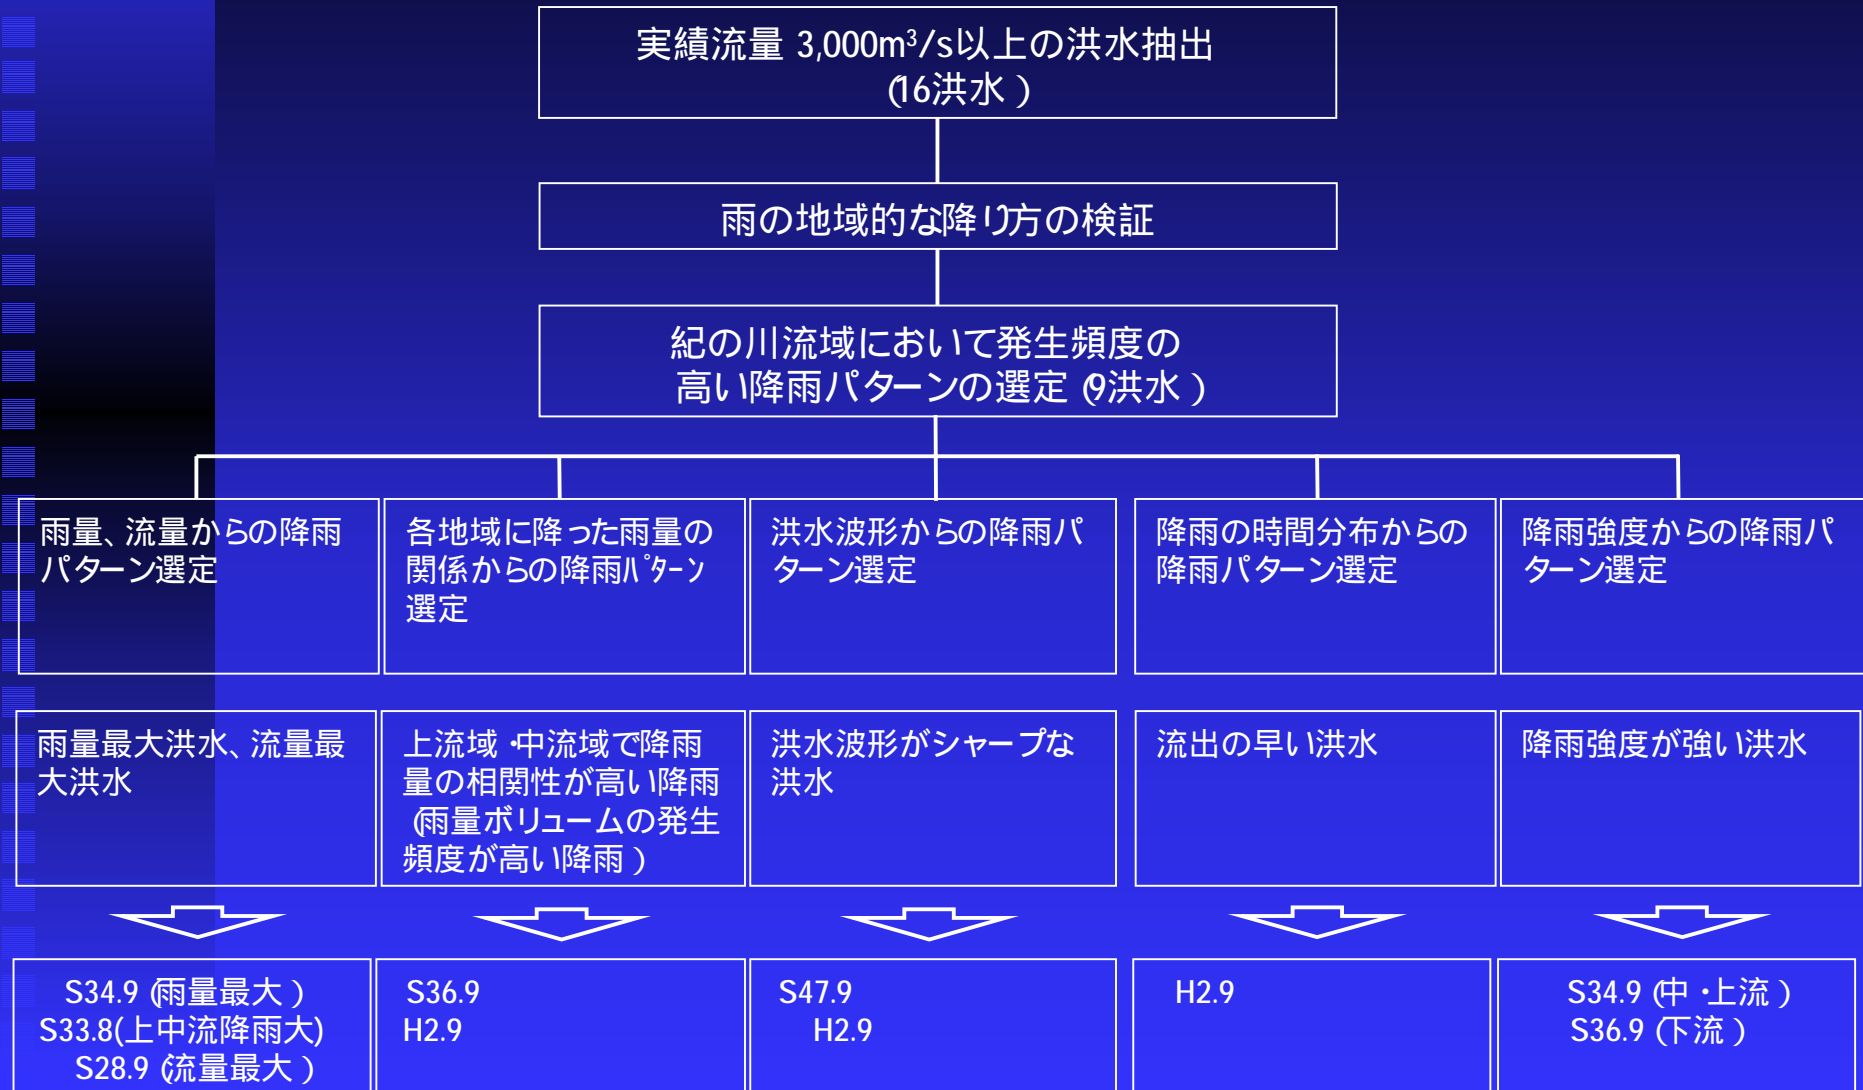 実績流量 3,000m³/s以上の洪水抽出
(16洪水)
雨の地域的な降り方の検証
紀の川流域において発生頻度の
高い降雨パターンの選定(9洪水)
雨量、流量からの降雨
パターン選定
各地域に降った雨量の
関係からの降雨ﾊﾟﾀｰﾝ
選定
洪水波形からの降雨パ
ターン選定
降雨の時間分布からの
降雨パターン選定
降雨強度からの降雨パ
ターン選定
雨量最大洪水、流量最
大洪水
上流域・中流域で降雨
量の相関性が高い降雨
(雨量ボリュームの発生
頻度が高い降雨)
洪水波形がシャープな
洪水
流出の早い洪水
降雨強度が強い洪水
S34.9(雨量最大)
S33.8(上中流降雨大)
S28.9(流量最大)
S36.9
H2.9
S47.9
H2.9
H2.9
S34.9(中・上流)
S36.9(下流)